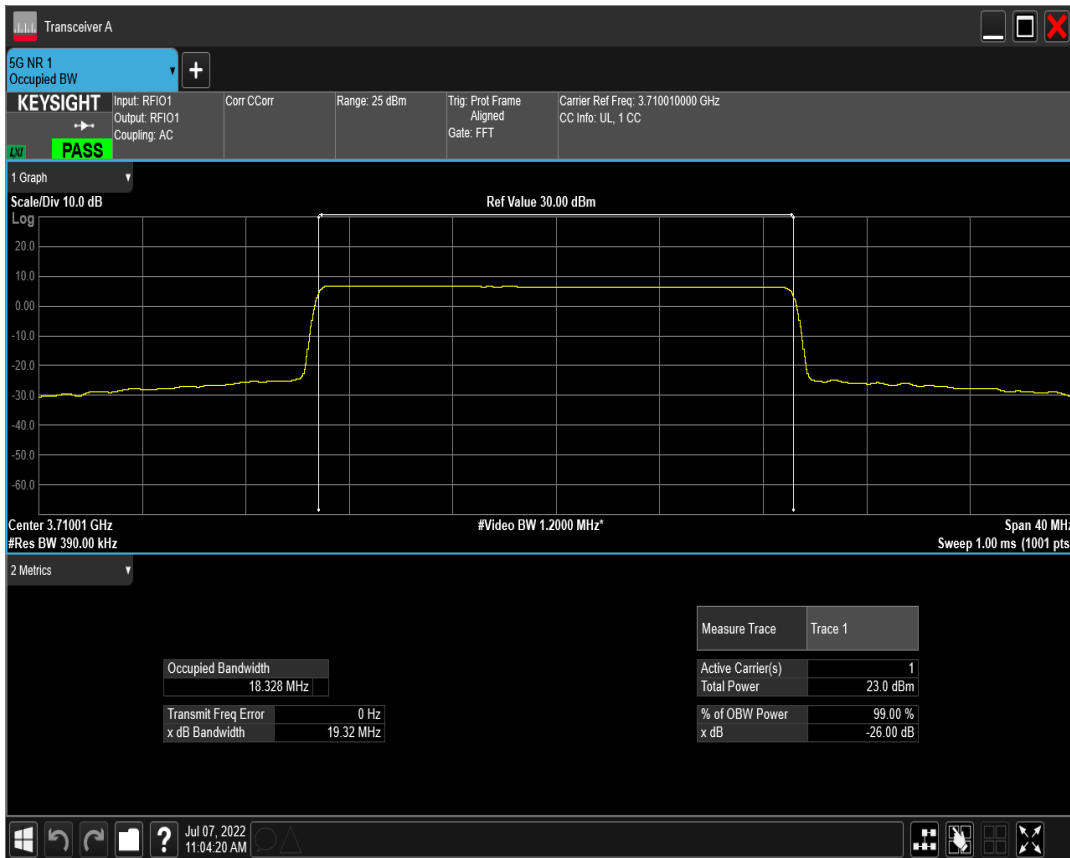 Transceiver A
5G NR 1
Occupied BW
+
KEYSIGHT
LXI
PASS
Input: RFIO1
Output: RFIO1
Coupling: AC
Corr CCorr
Range: 25 dBm
Trig: Prot Frame
Aligned
Gate: FFT
Carrier Ref Freq: 3.710010000 GHz
CC Info: UL, 1 CC
1 Graph
Scale/Div 10.0 dB
Ref Value 30.00 dBm
Log
20.0
10.0
0.00
-10.0
-20.0
-30.0
-40.0
-50.0
-60.0
Center 3.71001 GHz
#Video BW 1.2000 MHz*
Span 40 MHz
#Res BW 390.00 kHz
Sweep 1.00 ms (1001 pts
2 Metrics
Measure Trace
Trace 1
Occupied Bandwidth
18.328 MHz
Active Carrier(s)
1
Total Power
23.0 dBm
Transmit Freq Error
0 Hz
x dB Bandwidth
19.32 MHz
% of OBW Power
99.00 %
x dB
-26.00 dB
?
Jul 07, 2022
11:04:20 AM